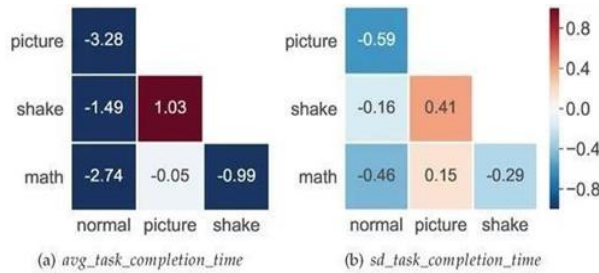 picture
-3.28
-0.59
0.8
shake
-1.49 1.03
-0.16 0.41
0.4
0.0
math
-2.74 -0.05 -0.99
-0.46 0.15 -0.29
-0.4
-0.8
normal picture shake
normal picture shake
(a) avg_task_completion_time
(b) sd_task_completion_time
picture
shake
math